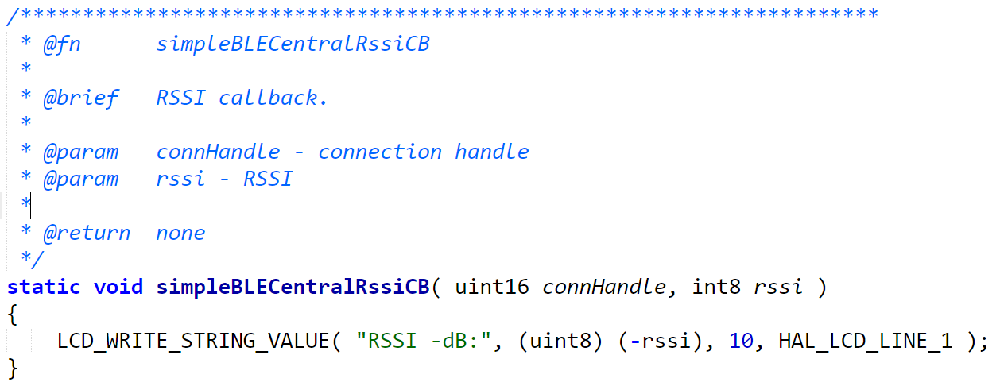 /*********************************************************************
 * @fn      simpleBLECentralRssiCB
 *
 * @brief   RSSI callback.
 *
 * @param   connHandle - connection handle
 * @param   rssi - RSSI
 *
 * @return  none
 */
static void simpleBLECentralRssiCB( uint16 connHandle, int8 rssi )
{
    LCD_WRITE_STRING_VALUE( "RSSI -dB:", (uint8) (-rssi), 10, HAL_LCD_LINE_1 );
}